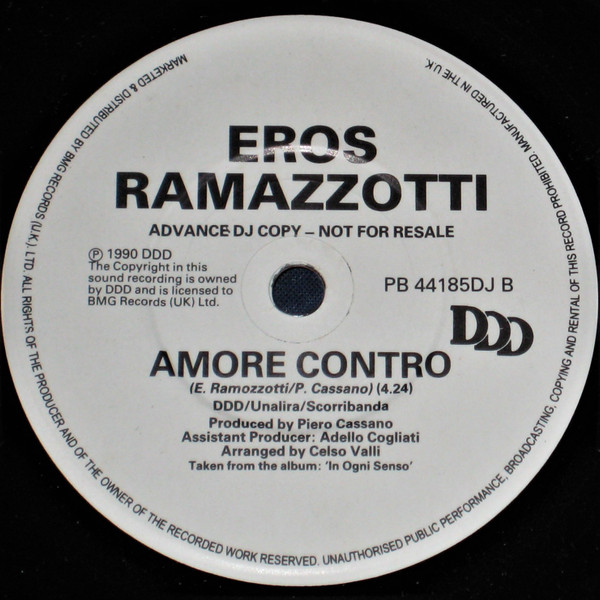 EROS
RAMAZZOTTI
ADVANCE DJ COPY – NOT FOR RESALE
Ⓟ 1990 DDD
The Copyright in this
sound recording is owned
by DDD and is licensed to
BMG Records (UK) Ltd.
PB 44185DJ B
DDD
AMORE CONTRO
(E. Ramozzotti/P. Cassano) (4.24)
DDD/Unalira/Scorribanda
Produced by Piero Cassano
Assistant Producer: Adello Cogliati
Arranged by Celso Valli
Taken from the album: ‘In Ogni Senso’
MARKETED & DISTRIBUTED BY BMG RECORDS (U.K.), LTD. ALL RIGHTS OF THE PRODUCER AND OF THE OWNER OF THE RECORDED WORK RESERVED. UNAUTHORISED PUBLIC PERFORMANCE, BROADCASTING, COPYING AND RENTAL OF THIS RECORD PROHIBITED. MANUFACTURED IN THE U.K.